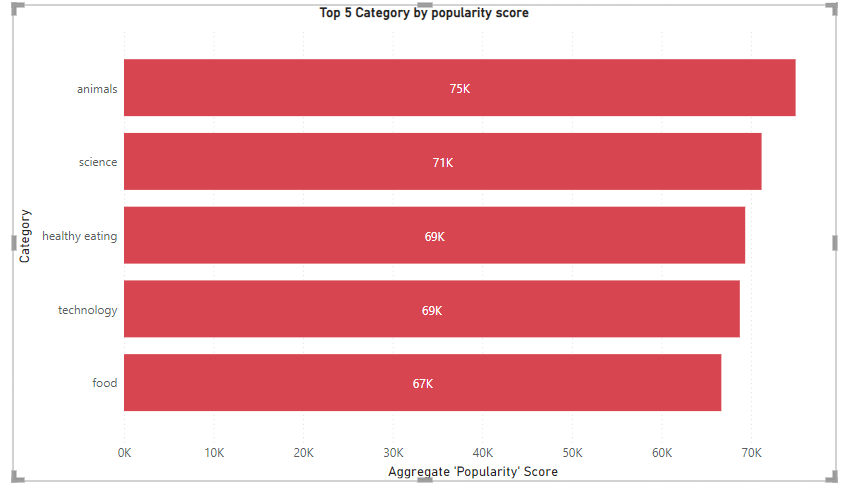 Top 5 Category by popularity score
animals
75K
science
71K
healthy eating
69K
technology
69K
food
67K
Category
0K 10K 20K 30K 40K 50K 60K 70K
Aggregate 'Popularity' Score